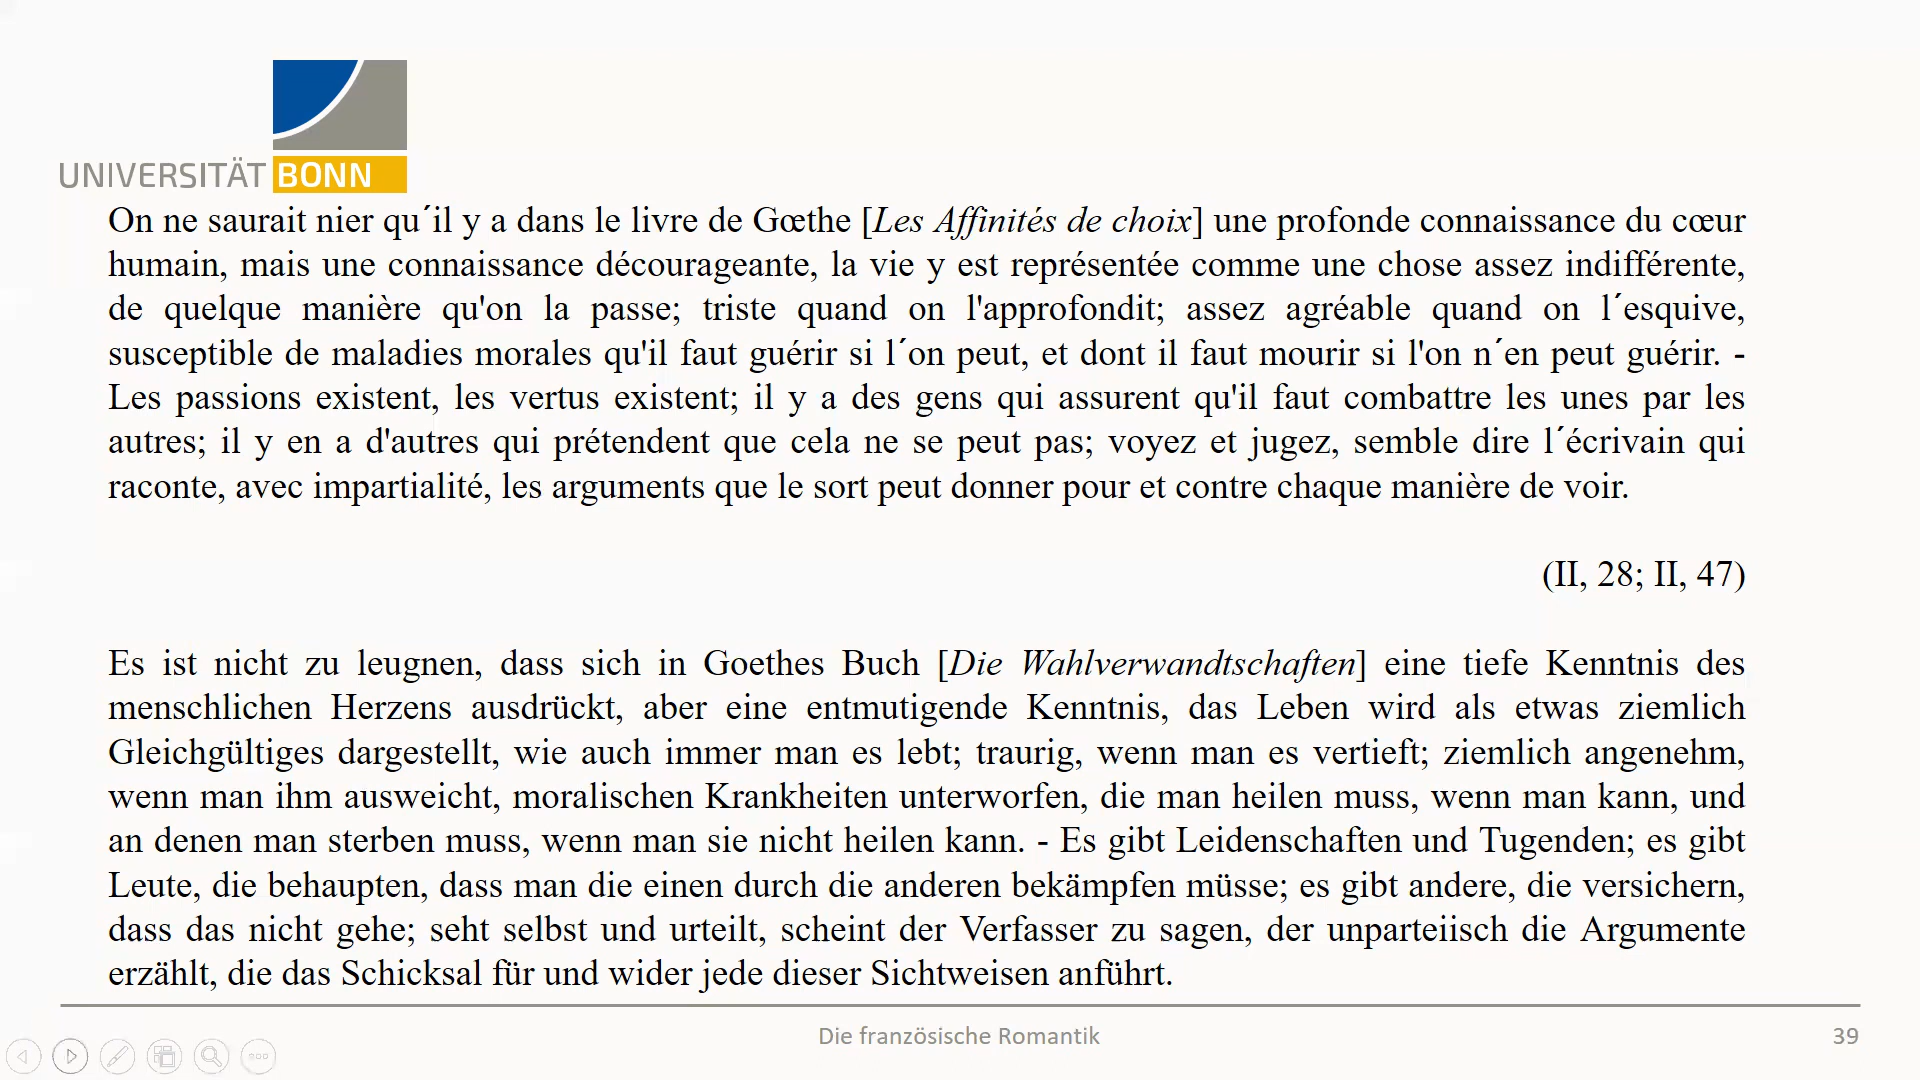 UNIVERSITÄT BONN
On ne saurait nier qu´il y a dans le livre de Gœthe [Les Affinités de choix] une profonde connaissance du cœur
humain, mais une connaissance décourageante, la vie y est représentée comme une chose assez indifférente,
de quelque manière qu'on la passe; triste quand on l'approfondit; assez agréable quand on l´esquive,
susceptible de maladies morales qu'il faut guérir si l´on peut, et dont il faut mourir si l'on n´en peut guérir. -
Les passions existent, les vertus existent; il y a des gens qui assurent qu'il faut combattre les unes par les
autres; il y en a d'autres qui prétendent que cela ne se peut pas; voyez et jugez, semble dire l´écrivain qui
raconte, avec impartialité, les arguments que le sort peut donner pour et contre chaque manière de voir.
(II, 28; II, 47)
Es ist nicht zu leugnen, dass sich in Goethes Buch [Die Wahlverwandtschaften] eine tiefe Kenntnis des
menschlichen Herzens ausdrückt, aber eine entmutigende Kenntnis, das Leben wird als etwas ziemlich
Gleichgültiges dargestellt, wie auch immer man es lebt; traurig, wenn man es vertieft; ziemlich angenehm,
wenn man ihm ausweicht, moralischen Krankheiten unterworfen, die man heilen muss, wenn man kann, und
an denen man sterben muss, wenn man sie nicht heilen kann. - Es gibt Leidenschaften und Tugenden; es gibt
Leute, die behaupten, dass man die einen durch die anderen bekämpfen müsse; es gibt andere, die versichern,
dass das nicht gehe; seht selbst und urteilt, scheint der Verfasser zu sagen, der unparteiisch die Argumente
erzählt, die das Schicksal für und wider jede dieser Sichtweisen anführt.
Die französische Romantik
39